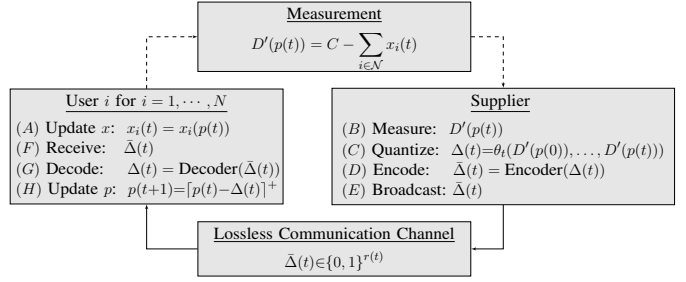 Measurement
D′(p(t)) = C − ∑_{i∈𝒩} x_i(t)
User i for i = 1, ⋯ , N
(A) Update x: x_i(t) = x_i(p(t))
(F) Receive: Δ̄(t)
(G) Decode: Δ(t) = Decoder(Δ̄(t))
(H) Update p: p(t+1)=⌈p(t)−Δ(t)⌉⁺
Supplier
(B) Measure: D′(p(t))
(C) Quantize: Δ(t)=θ_t(D′(p(0)), … , D′(p(t)))
(D) Encode: Δ̄(t) = Encoder(Δ(t))
(E) Broadcast: Δ̄(t)
Lossless Communication Channel
Δ̄(t)∈{0, 1}^{r(t)}